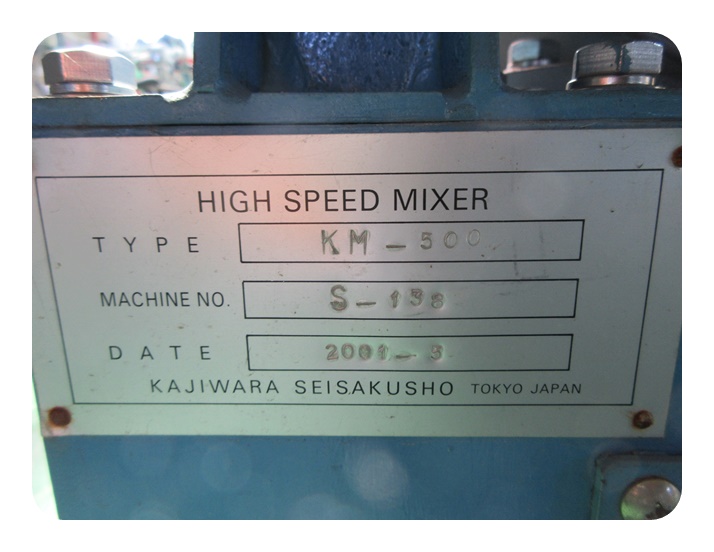 HIGH SPEED MIXER
TYPE KM-500
MACHINE NO. S-138
DATE 2001-3
KAJIWARA SEISAKUSHO TOKYO JAPAN